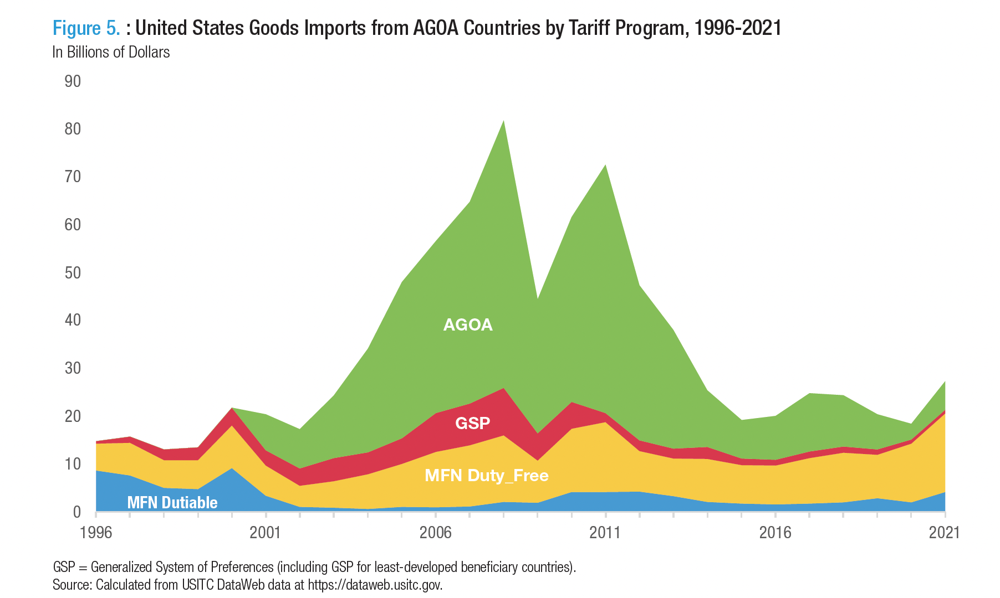 Figure 5. : United States Goods Imports from AGOA Countries by Tariff Program, 1996-2021
In Billions of Dollars
90
80
70
60
50
40
30
20
10
0
AGOA
GSP
MFN Duty_Free
MFN Dutiable
1996 2001 2006 2011 2016 2021
GSP = Generalized System of Preferences (including GSP for least-developed beneficiary countries).
Source: Calculated from USITC DataWeb data at https://dataweb.usitc.gov.